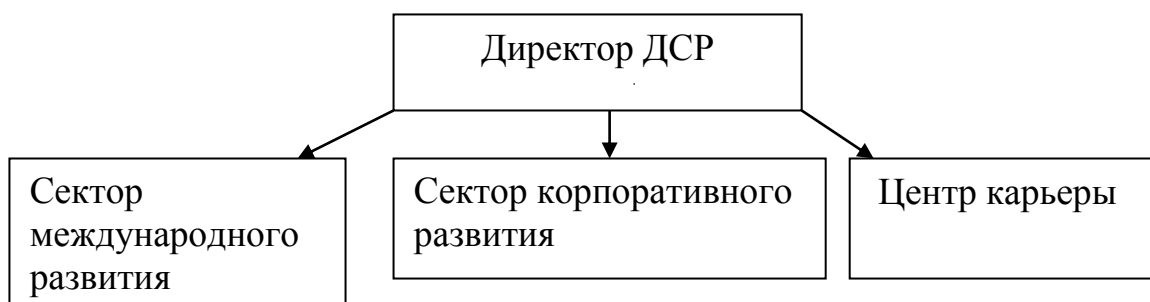 Директор ДСР
Сектор
международного
развития
Сектор корпоративного
развития
Центр карьеры